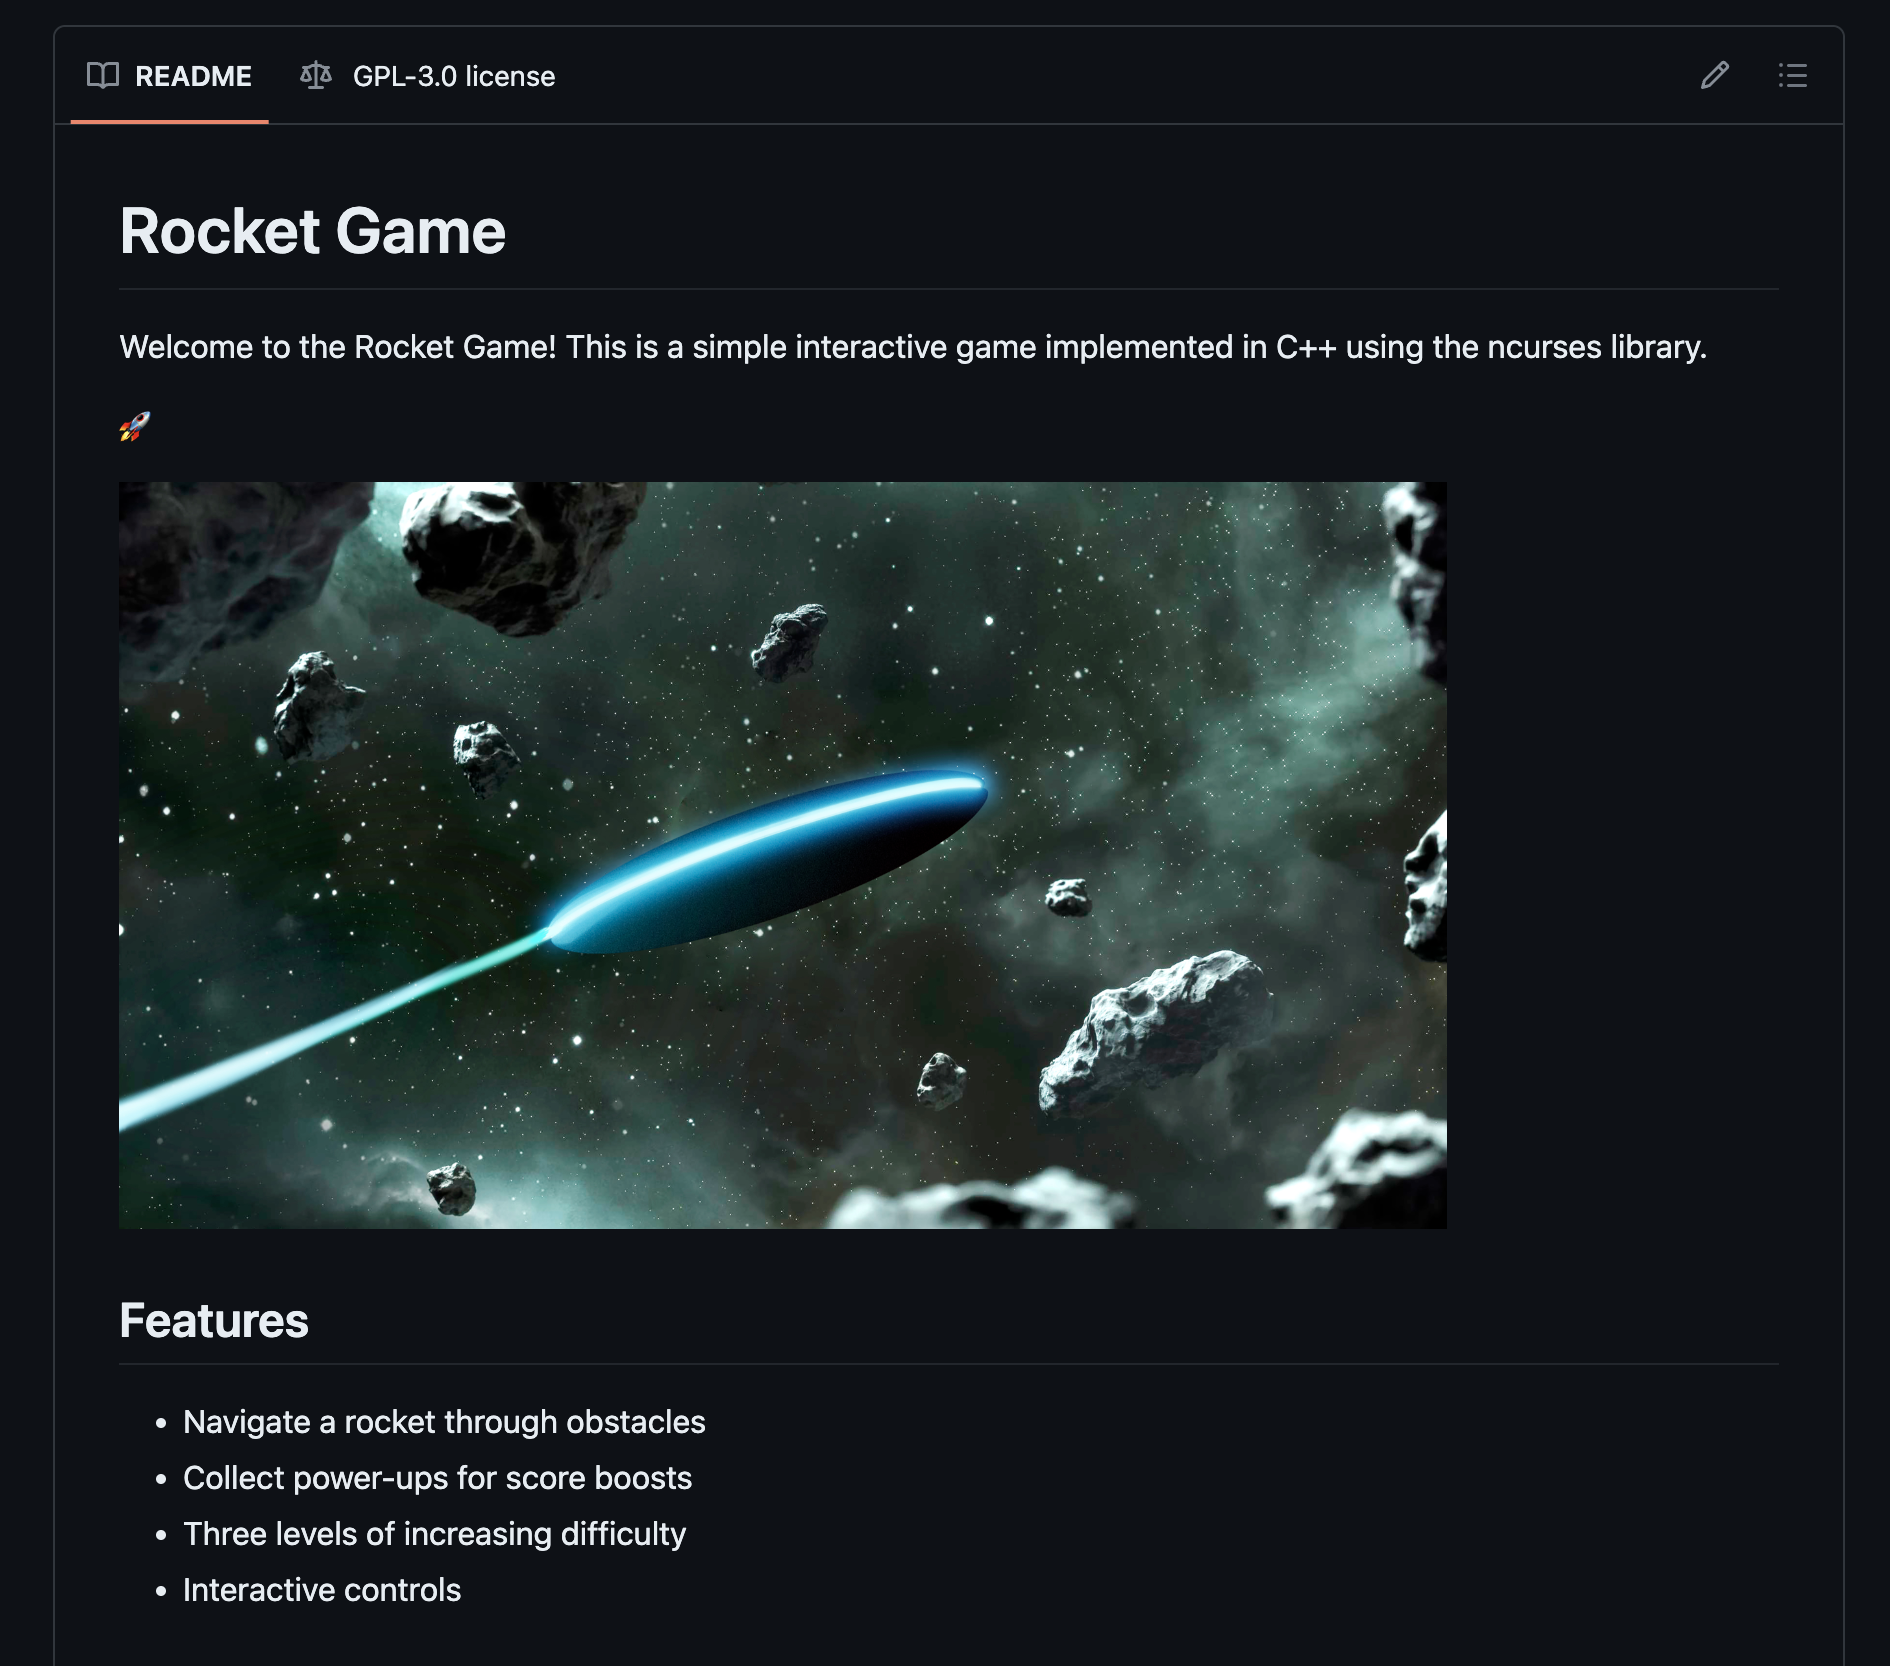 README
GPL-3.0 license
Rocket Game
Welcome to the Rocket Game! This is a simple interactive game implemented in C++ using the ncurses library.
🚀
Features
• Navigate a rocket through obstacles
• Collect power-ups for score boosts
• Three levels of increasing difficulty
• Interactive controls